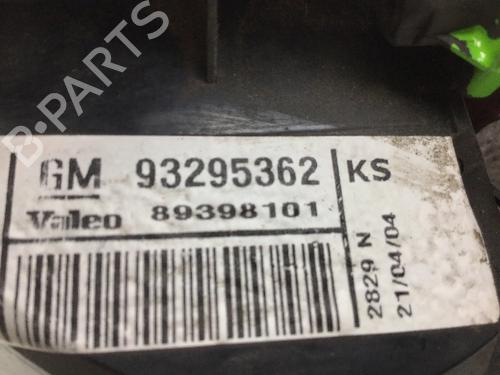 B-PARTS
GM 93295362 KS
Valeo 89398101
2829 N
21/04/04